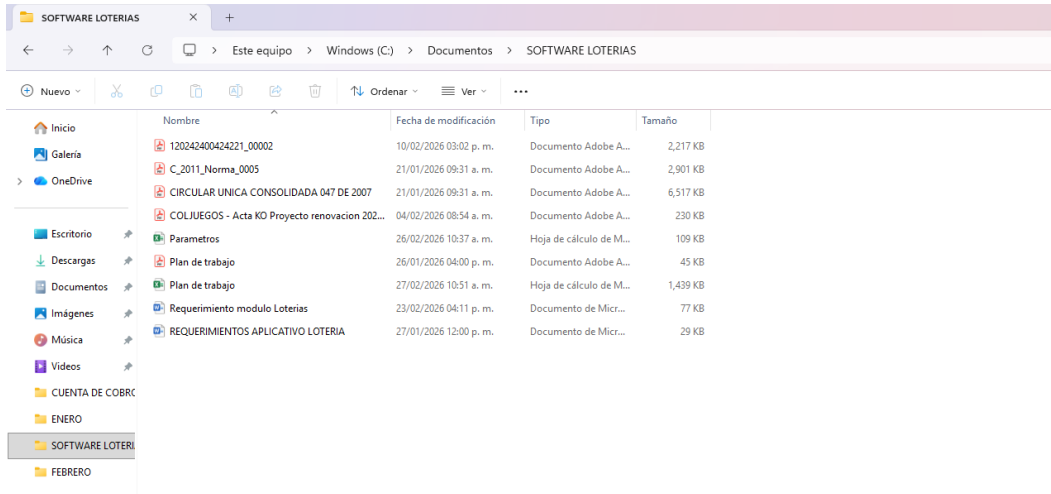 SOFTWARE LOTERIAS
Este equipo > Windows (C:) > Documentos > SOFTWARE LOTERIAS
Nuevo Ordenar Ver ...
Inicio
Galería
OneDrive
Escritorio
Descargas
Documentos
Imágenes
Música
Videos
CUENTA DE COBRO
ENERO
SOFTWARE LOTERI
FEBRERO
Nombre Fecha de modificación Tipo Tamaño
120242400424221_00002 10/02/2026 03:02 p. m. Documento Adobe A... 2,217 KB
C_2011_Norma_0005 21/01/2026 09:31 a. m. Documento Adobe A... 2,901 KB
CIRCULAR UNICA CONSOLIDADA 047 DE 2007 21/01/2026 09:31 a. m. Documento Adobe A... 6,517 KB
COLJUEGOS - Acta KO Proyecto renovacion 202... 04/02/2026 08:54 a. m. Documento Adobe A... 230 KB
Parametros 26/02/2026 10:37 a. m. Hoja de cálculo de M... 109 KB
Plan de trabajo 26/01/2026 04:00 p. m. Documento Adobe A... 45 KB
Plan de trabajo 27/02/2026 10:51 a. m. Hoja de cálculo de M... 1,439 KB
Requerimiento modulo Loterias 23/02/2026 04:11 p. m. Documento de Micr... 77 KB
REQUERIMIENTOS APLICATIVO LOTERIA 27/01/2026 12:00 p. m. Documento de Micr... 29 KB